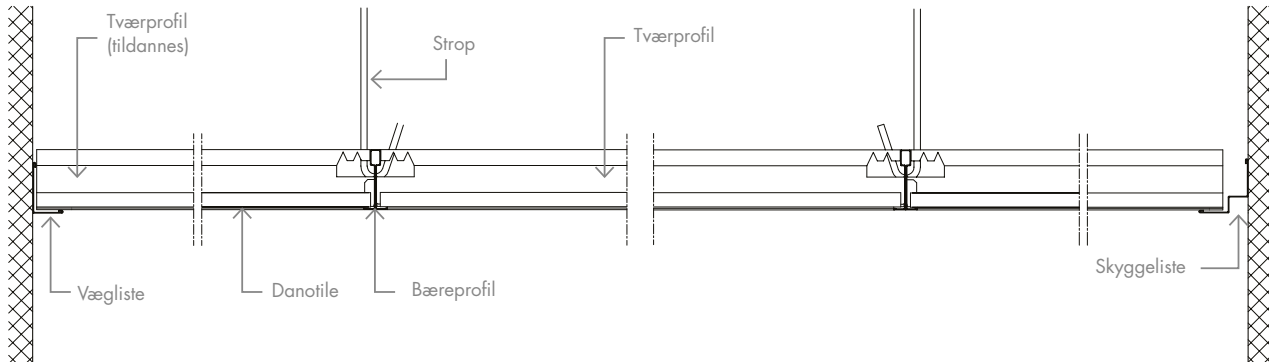 Tværprofil
(tildannes)
Strop
Tværprofil
Vægliste
Danotile
Bæreprofil
Skyggeliste